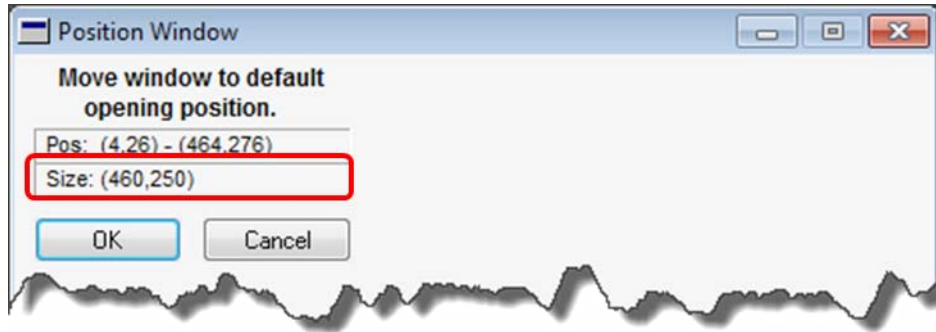 Position Window
Move window to default
opening position.
Pos: (4,26) - (464,276)
Size: (460,250)
OK
Cancel